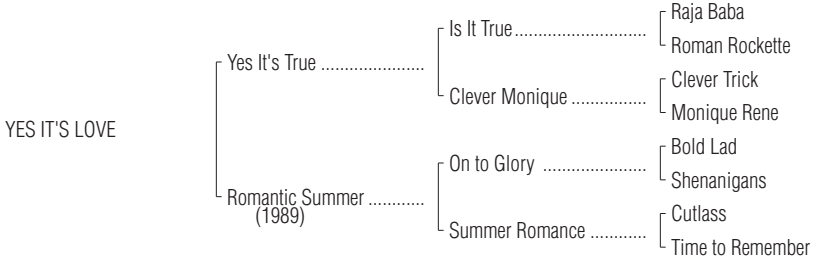 Raja Baba
Is It True............................
Roman Rockette
Yes It's True ......................
Clever Trick
Clever Monique ................
Monique Rene
YES IT'S LOVE
Bold Lad
On to Glory ......................
Shenanigans
Romantic Summer ............
(1989)
Cutlass
Summer Romance ............
Time to Remember